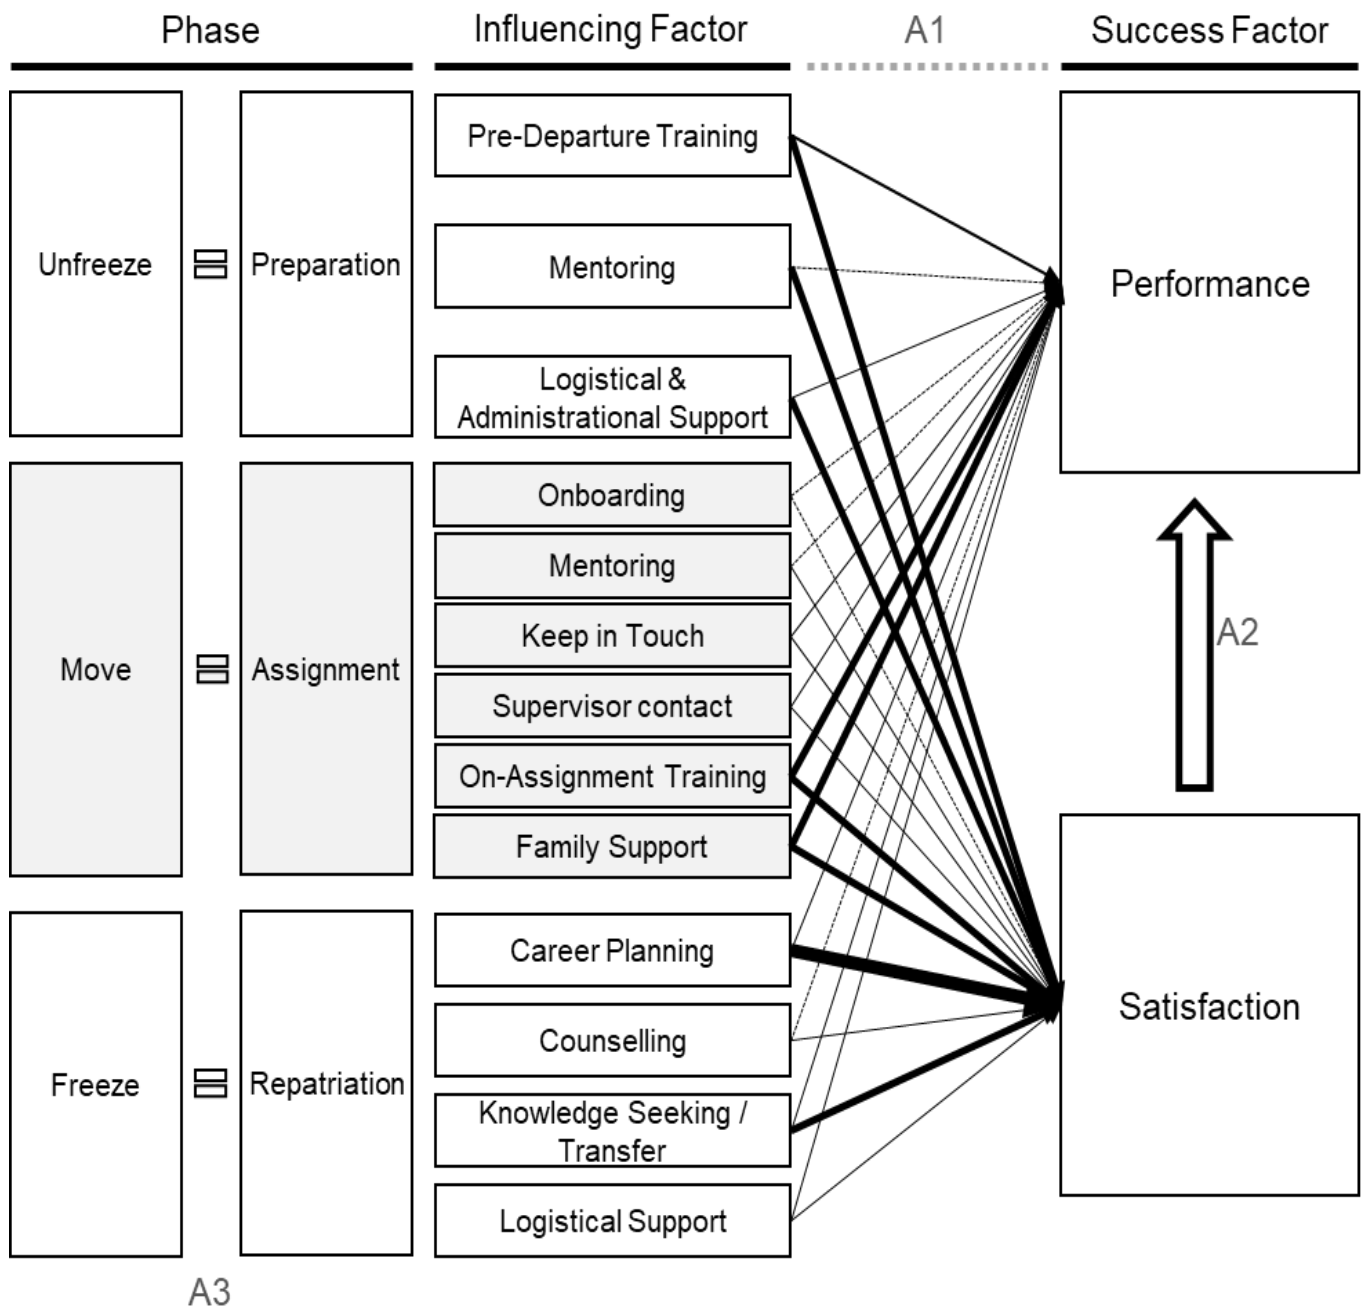 Phase
Influencing Factor
A1
Success Factor
Unfreeze
Preparation
Pre-Departure Training
Mentoring
Logistical &
Administrational Support
Performance
Move
Assignment
Onboarding
Mentoring
Keep in Touch
Supervisor contact
On-Assignment Training
Family Support
A2
Freeze
Repatriation
Career Planning
Counselling
Knowledge Seeking /
Transfer
Logistical Support
Satisfaction
A3